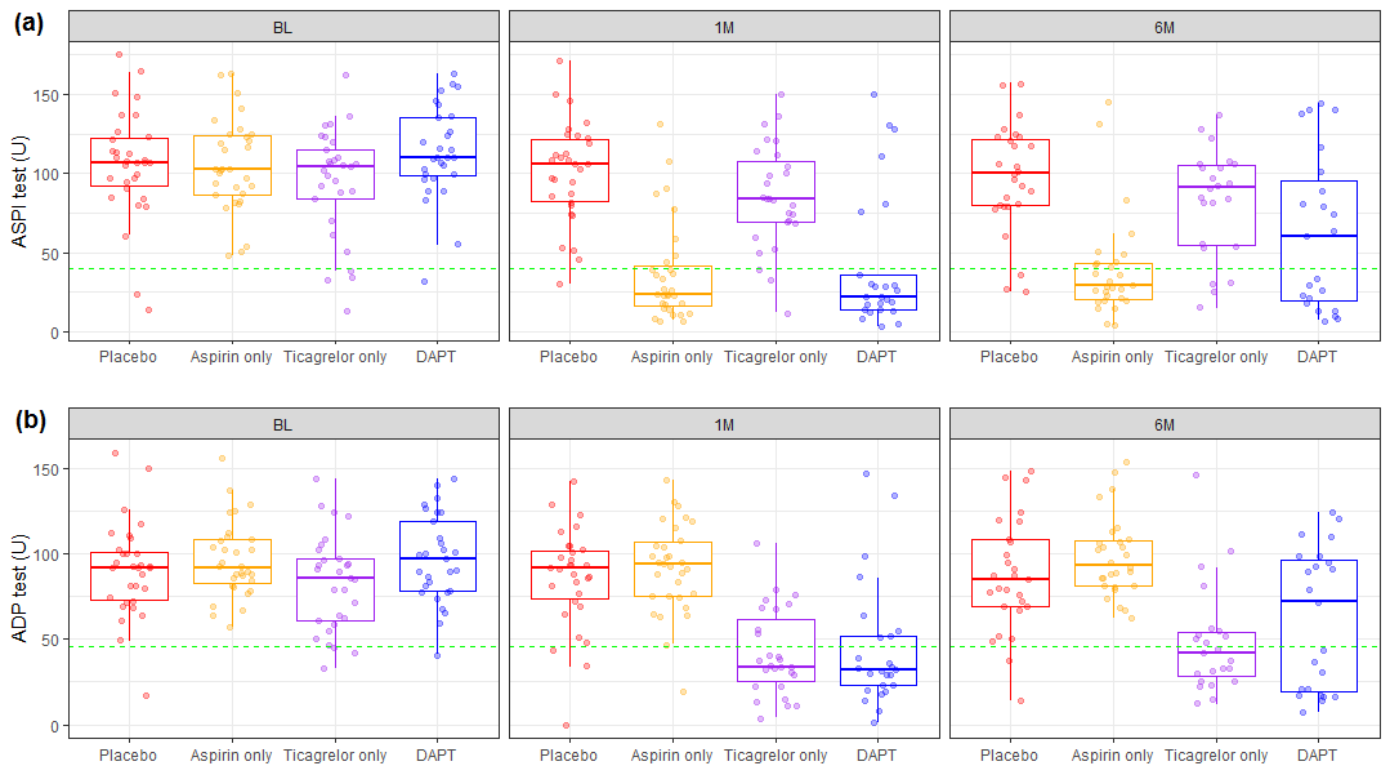 (a)
BL 1M 6M
ASPI test (U)
150
100
50
0
Placebo Aspirin only Ticagrelor only DAPT Placebo Aspirin only Ticagrelor only DAPT Placebo Aspirin only Ticagrelor only DAPT
(b)
BL 1M 6M
ADP test (U)
150
100
50
0
Placebo Aspirin only Ticagrelor only DAPT Placebo Aspirin only Ticagrelor only DAPT Placebo Aspirin only Ticagrelor only DAPT